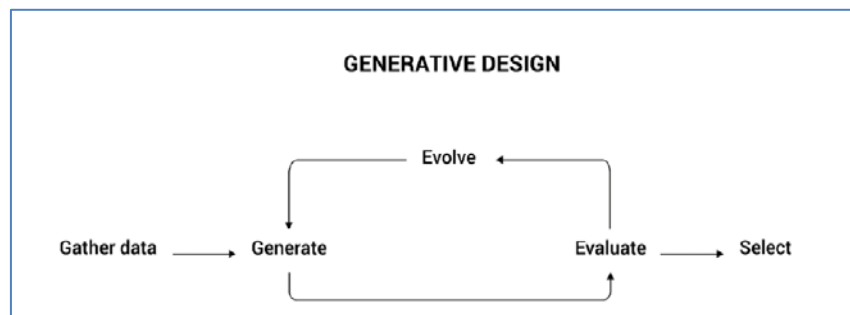 GENERATIVE DESIGN
Evolve
Gather data
Generate
Evaluate
Select